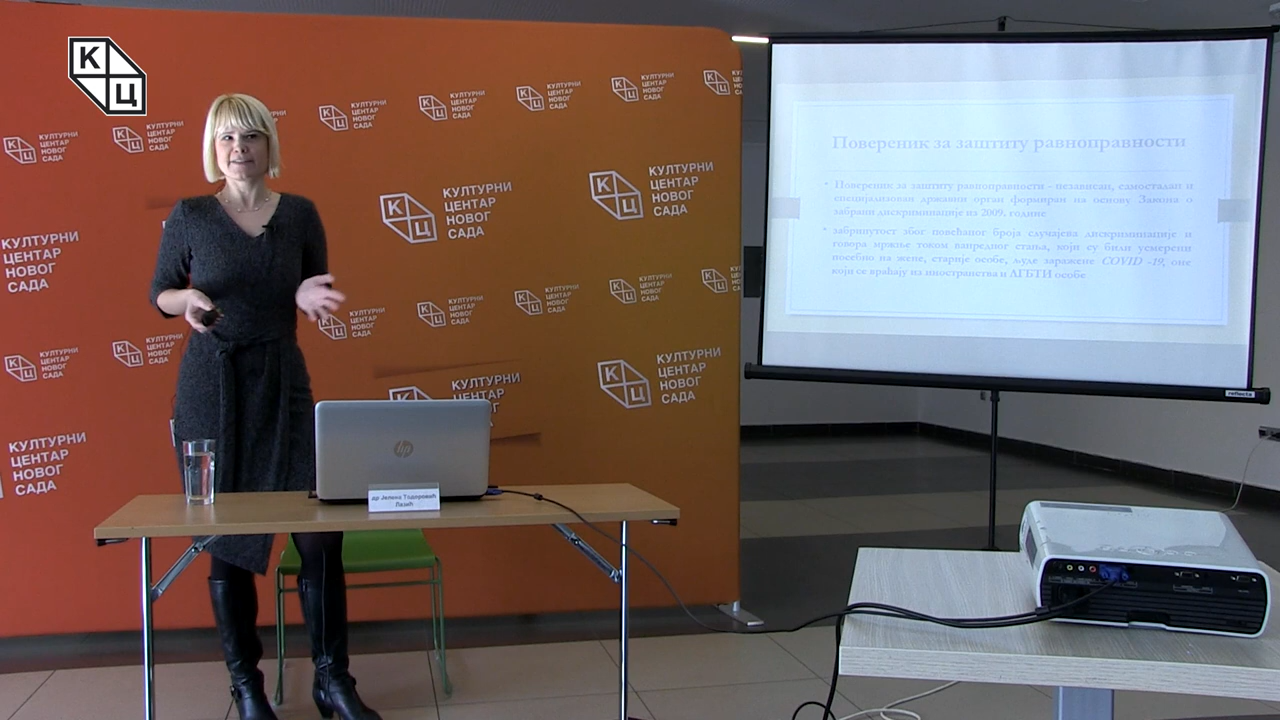 К
Ц
КУЛТУРНИ
ЦЕНТАР
НОВОГ
САДА
Повереник за заштиту равноправности
• Повереник за заштиту равноправности - независан, самосталан и
специјализован државни орган формиран на основу Закона о
забрани дискриминације из 2009. године
• забринутост због повећаног броја случајева дискриминације и
говора мржње током ванредног стања, који су били усмерени
посебно на жене, старије особе, људе заражене COVID -19, оне
који се враћају из иностранства и ЛГБТИ особе
reflecta
hp
др Јелена Тодоровић
Лазић